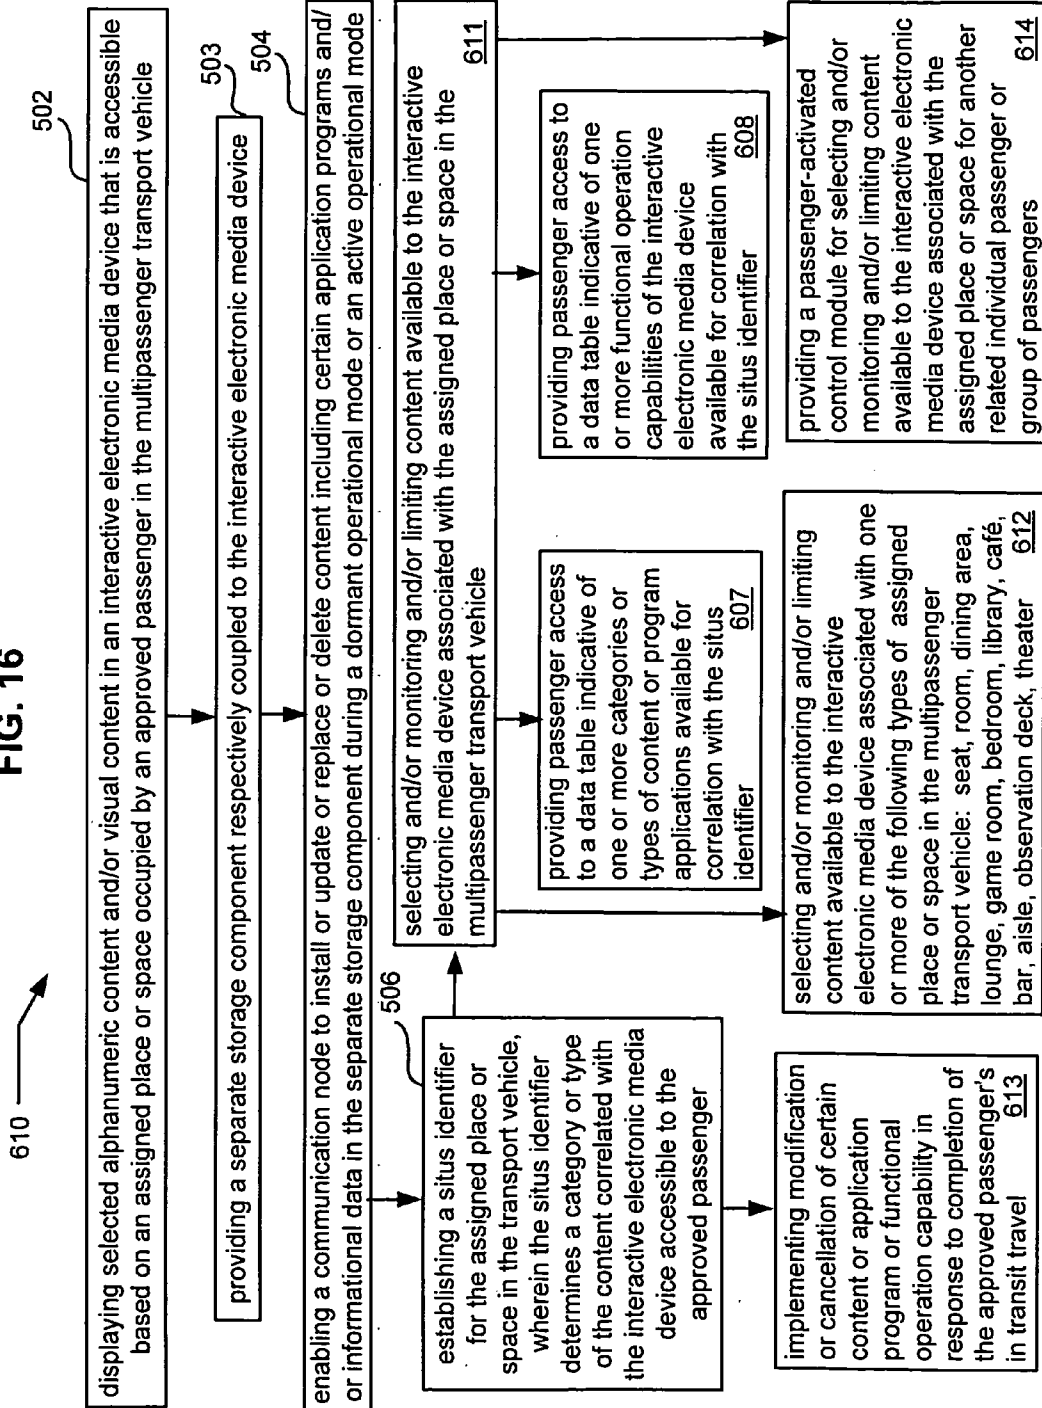 FIG. 16
610
502
displaying selected alphanumeric content and/or visual content in an interactive electronic media device that is accessible
based on an assigned place or space occupied by an approved passenger in the multipassenger transport vehicle
503
providing a separate storage component respectively coupled to the interactive electronic media device
504
enabling a communication node to install or update or replace or delete content including certain application programs and/
or informational data in the separate storage component during a dormant operational mode or an active operational mode
506
establishing a situs identifier
for the assigned place or
space in the transport vehicle,
wherein the situs identifier
determines a category or type
of the content correlated with
the interactive electronic media
device accessible to the
approved passenger
selecting and/or monitoring and/or limiting content available to the interactive
electronic media device associated with the assigned place or space in the
multipassenger transport vehicle
611
providing passenger access
to a data table indicative of
one or more categories or
types of content or program
applications available for
correlation with the situs
identifier
607
providing passenger access to
a data table indicative of one
or more functional operation
capabilities of the interactive
electronic media device
available for correlation with
the situs identifier
608
implementing modification
or cancellation of certain
content or application
program or functional
operation capability in
response to completion of
the approved passenger's
in transit travel
613
selecting and/or monitoring and/or limiting
content available to the interactive
electronic media device associated with one
or more of the following types of assigned
place or space in the multipassenger
transport vehicle: seat, room, dining area,
lounge, game room, bedroom, library, café,
bar, aisle, observation deck, theater
612
providing a passenger-activated
control module for selecting and/or
monitoring and/or limiting content
available to the interactive electronic
media device associated with the
assigned place or space for another
related individual passenger or
group of passengers
614